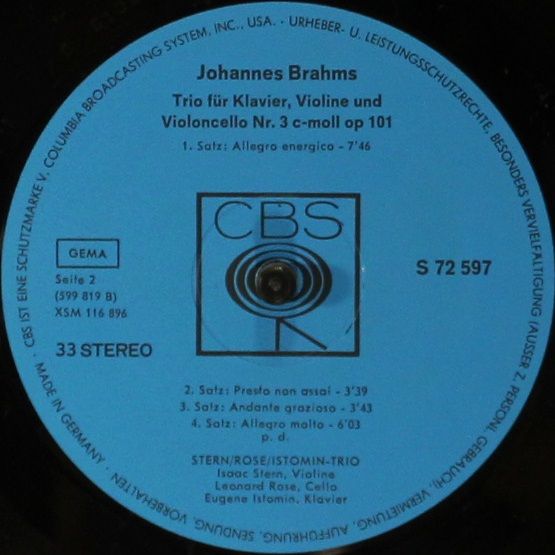 CBS IST EINE SCHUTZMARKE V. COLUMBIA BROADCASTING SYSTEM, INC., USA. · URHEBER- U. LEISTUNGSSCHUTZRECHTE, BESONDERS VERVIELFÄLTIGUNG (AUSSER Z. PERSÖNL. GEBRAUCH), VERMIETUNG, AUFFÜHRUNG, SENDUNG, VORBEHALTEN · MADE IN GERMANY ·
Johannes Brahms
Trio für Klavier, Violine und
Violoncello Nr. 3 c-moll op 101
1. Satz: Allegro energico - 7'46
CBS
GEMA
Seite 2
(599 819 B)
XSM 116 896
33 STEREO
S 72 597
2. Satz: Presto non assai - 3'39
3. Satz: Andante grazioso - 3'43
4. Satz: Allegro molto - 6'03
p. d.
STERN/ROSE/ISTOMIN-TRIO
Isaac Stern, Violine
Leonard Rose, Cello
Eugene Istomin, Klavier